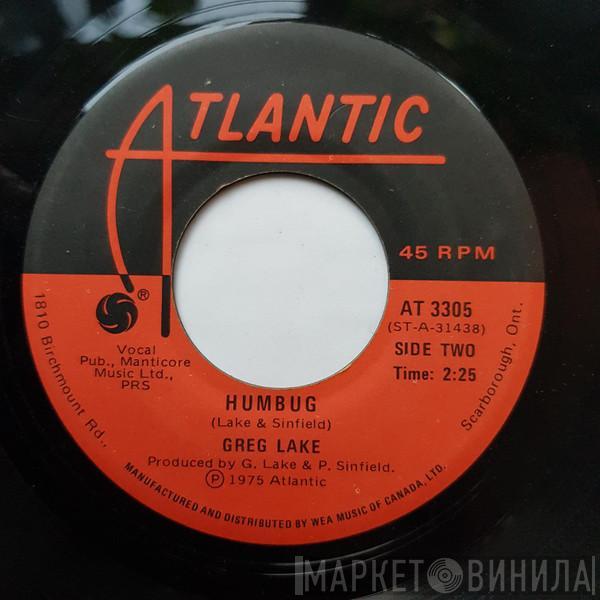 ATLANTIC
®
45 RPM
AT 3305
(ST-A-31438)
SIDE TWO
Time: 2:25
Vocal
Pub., Manticore
Music Ltd.,
PRS
HUMBUG
(Lake & Sinfield)
GREG LAKE
Produced by G. Lake & P. Sinfield.
Ⓟ 1975 Atlantic
1810 Birchmount Rd.,
Scarborough, Ont.
MANUFACTURED AND DISTRIBUTED BY WEA MUSIC OF CANADA, LTD.
МАРКЕТ ВИНИЛА